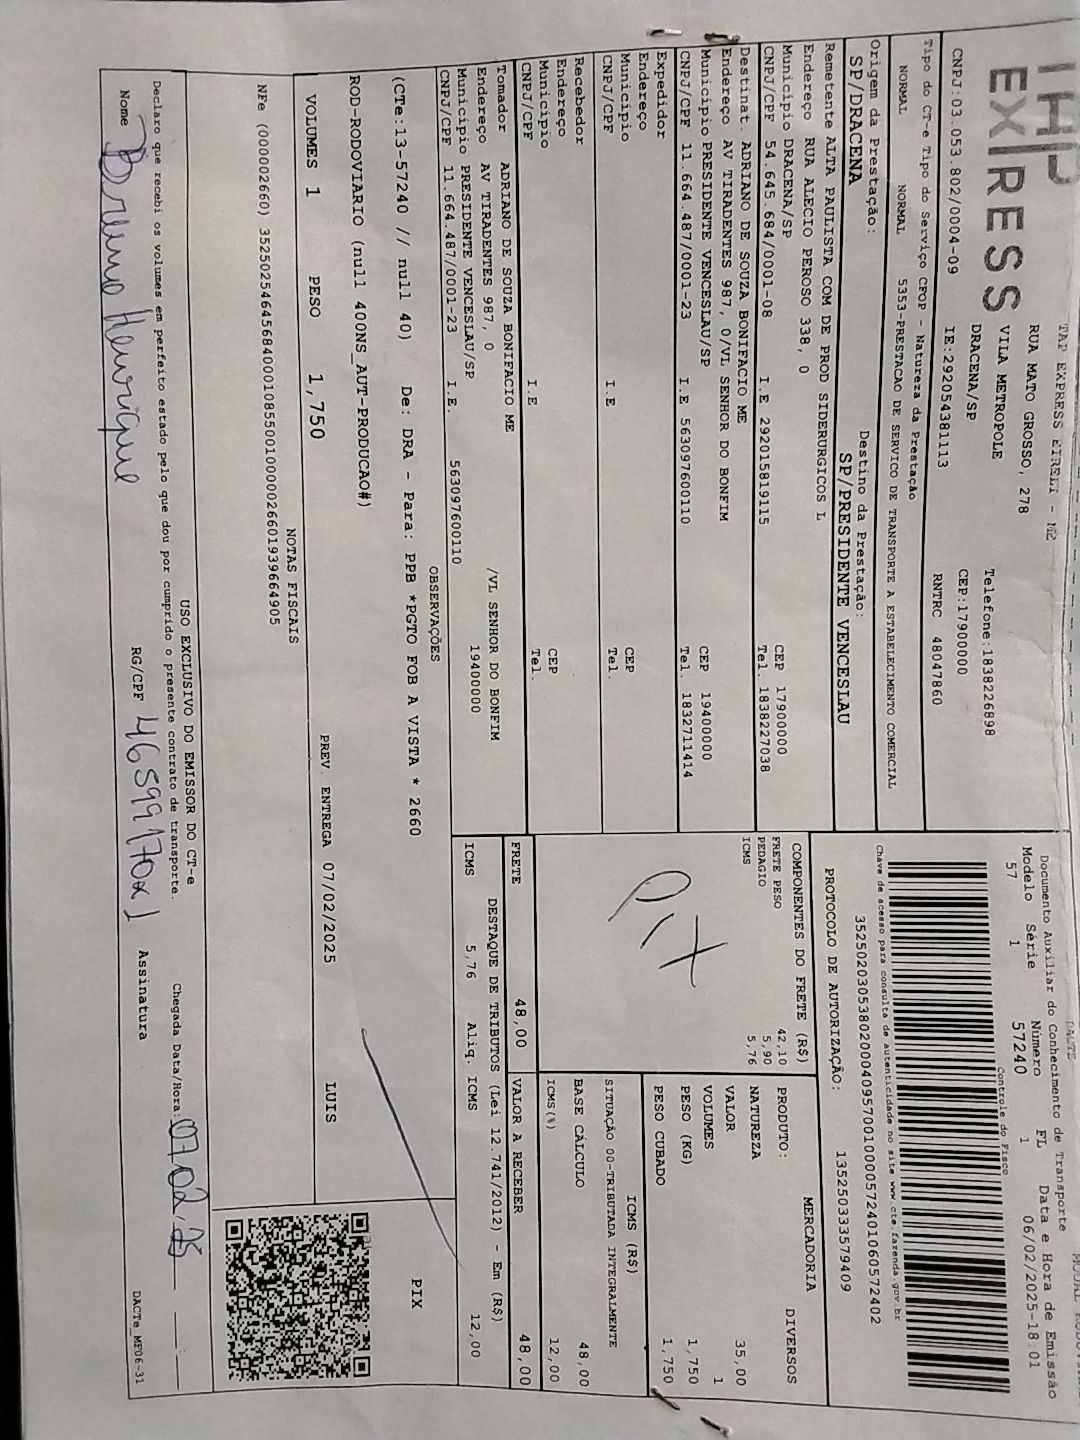 EXPRESS
TAP EXPRESS EIRELI - ME
RUA MATO GROSSO, 278
VILA METROPOLE
DRACENA/SP
Telefone:1838226898
CEP:17900000
CNPJ:03.053.802/0004-09 IE:292054381113 RNTRC 48047860
Tipo do CT-e Tipo do Serviço CFOP - Natureza da Prestação
NORMAL NORMAL 5353-PRESTACAO DE SERVICO DE TRANSPORTE A ESTABELECIMENTO COMERCIAL
Origem da Prestação: Destino da Prestação:
SP/DRACENA SP/PRESIDENTE VENCESLAU
DACTE
Documento Auxiliar do Conhecimento de Transporte
Modelo Série Número FL Data e Hora de Emissão
57 1 57240 1 06/02/2025-18:01
Controle do Fisco
Chave de acesso para consulta de autenticidade no site www.cte.fazenda.gov.br
35250203053802000409570010000572401060572402
PROTOCOLO DE AUTORIZAÇÃO: 135250333579409
Remetente ALTA PAULISTA COM DE PROD SIDERURGICOS L
Endereço RUA ALECIO PEROSO 338, 0
Município DRACENA/SP CEP 17900000
CNPJ/CPF 54.645.684/0001-08 I.E 292015819115 Tel. 1838227038
Destinat. ADRIANO DE SOUZA BONIFACIO ME
Endereço AV TIRADENTES 987, 0/VL SENHOR DO BONFIM
Município PRESIDENTE VENCESLAU/SP CEP 19400000
CNPJ/CPF 11.664.487/0001-23 I.E 563097600110 Tel. 1832711414
Expedidor
Endereço
Município CEP
CNPJ/CPF I.E Tel.
Recebedor
Endereço
Município CEP
CNPJ/CPF I.E Tel.
Tomador ADRIANO DE SOUZA BONIFACIO ME
Endereço AV TIRADENTES 987, 0 /VL SENHOR DO BONFIM
Município PRESIDENTE VENCESLAU/SP 19400000
CNPJ/CPF 11.664.487/0001-23 I.E. 563097600110
COMPONENTES DO FRETE (R$)
FRETE PESO 42,10
PEDAGIO 5,90
ICMS 5,76
PIX
PRODUTO: MERCADORIA
NATUREZA DIVERSOS
VALOR 35,00
VOLUMES 1
PESO (KG) 1,750
PESO CUBADO 1,750
ICMS (R$)
SITUAÇÃO 00-TRIBUTADA INTEGRALMENTE
BASE CÁLCULO 48,00
ICMS(%) 12,00
FRETE 48,00 VALOR A RECEBER 48,00
DESTAQUE DE TRIBUTOS (Lei 12.741/2012) - Em (R$)
ICMS 5,76 Aliq. ICMS 12,00
OBSERVAÇÕES
(CTe:13-57240 // null 40) De: DRA - Para: PPB *PGTO FOB A VISTA * 2660
ROD-RODOVIARIO (null 400NS_AUT-PRODUCAO#)
PIX
VOLUMES 1 PESO 1,750 PREV. ENTREGA 07/02/2025 LUIS
NOTAS FISCAIS
NFe (000002660) 35250254645684000108550010000026601939664905
USO EXCLUSIVO DO EMISSOR DO CT-e
Declaro que recebi os volumes em perfeito estado pelo que dou por cumprido o presente contrato de transporte.
Nome Henrique RG/CPF Assinatura Chegada Data/Hora: 07 02 25
DACTe_MF06-31